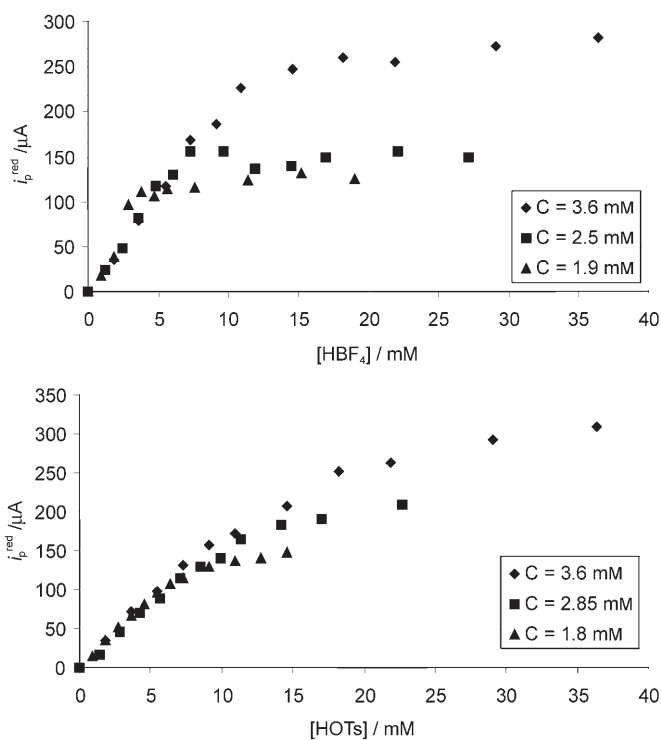 300
250
200
150
100
50
0
i_p^red /µA
0 5 10 15 20 25 30 35 40
[HBF₄] / mM
◆ C = 3.6 mM
■ C = 2.5 mM
▲ C = 1.9 mM
350
300
250
200
150
100
50
0
i_p^red /µA
0 5 10 15 20 25 30 35 40
[HOTs] / mM
◆ C = 3.6 mM
■ C = 2.85 mM
▲ C = 1.8 mM